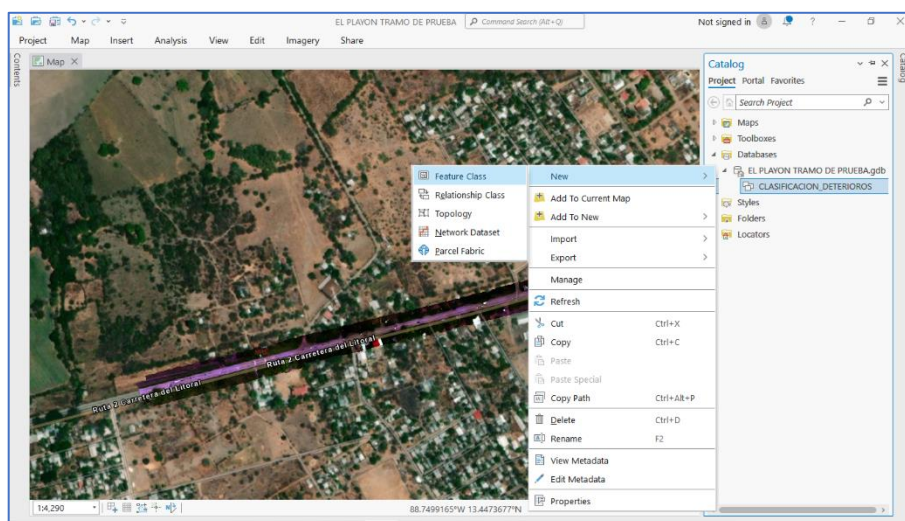 EL PLAYON TRAMO DE PRUEBA
Command Search (Alt+Q)
Not signed in
?
Project Map Insert Analysis View Edit Imagery Share
Contents
Map
Catalog
Catalog
Project Portal Favorites
Search Project
Maps
Toolboxes
Databases
EL PLAYON TRAMO DE PRUEBA.gdb
CLASIFICACION_DETERIOROS
Styles
Folders
Locators
Feature Class
Relationship Class
Topology
Network Dataset
Parcel Fabric
New
Add To Current Map
Add To New
Import
Export
Manage
Refresh
Cut Ctrl+X
Copy Ctrl+C
Paste
Paste Special
Copy Path Ctrl+Alt+P
Delete Ctrl+D
Rename F2
View Metadata
Edit Metadata
Properties
Ruta 2 Carretera del Litoral
Ruta 2 Carretera del Litoral
1:4,290
88.7499165°W 13.4473677°N